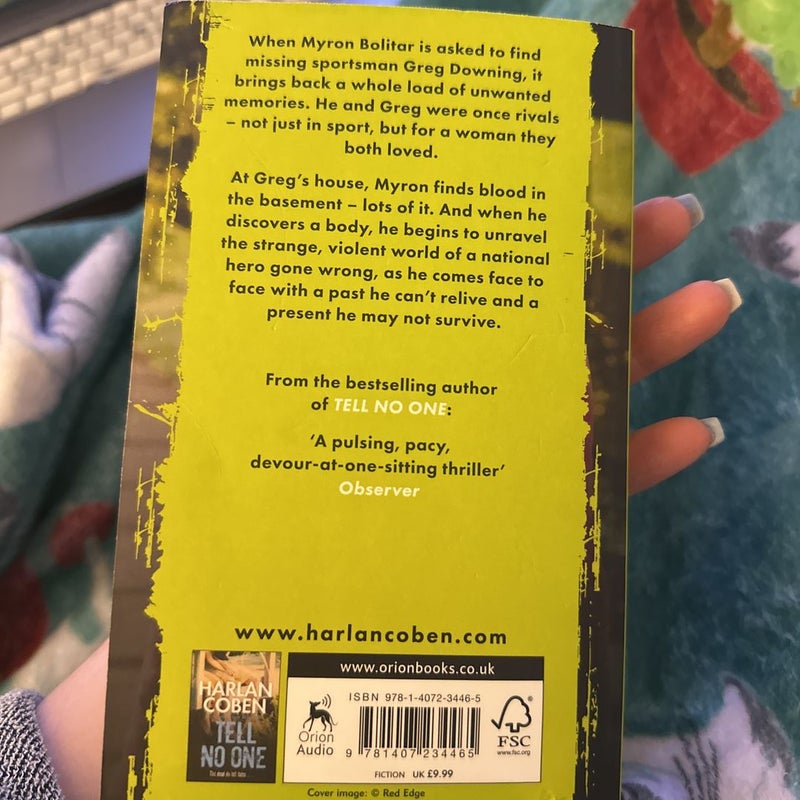 When Myron Bolitar is asked to find
missing sportsman Greg Downing, it
brings back a whole load of unwanted
memories. He and Greg were once rivals
– not just in sport, but for a woman they
both loved.
At Greg's house, Myron finds blood in
the basement – lots of it. And when he
discovers a body, he begins to unravel
the strange, violent world of a national
hero gone wrong, as he comes face to
face with a past he can't relive and a
present he may not survive.
From the bestselling author
of TELL NO ONE:
'A pulsing, pacy,
devour-at-one-sitting thriller'
Observer
www.harlancoben.com
HARLAN
COBEN
TELL
NO ONE
www.orionbooks.co.uk
ISBN 978-1-4072-3446-5
Orion
Audio
9 781407 234465
FICTION UK £9.99
FSC
www.fsc.org
Cover image: © Red Edge